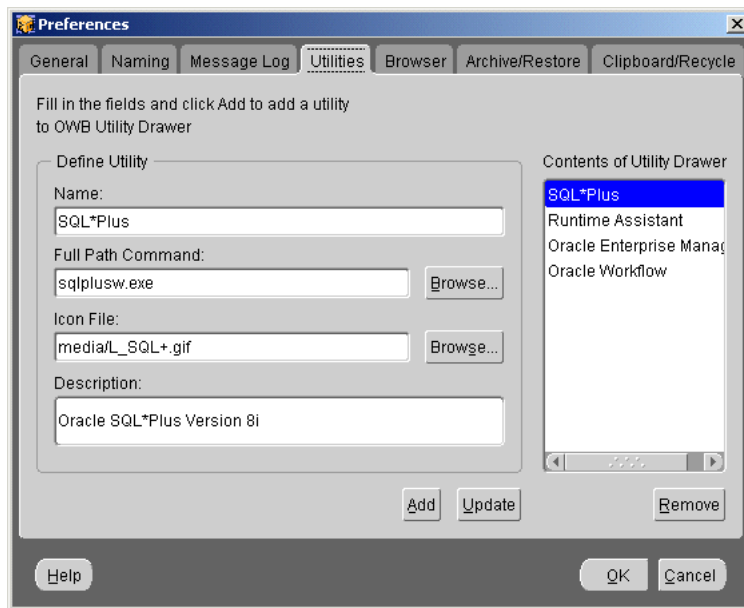 Preferences
General Naming Message Log Utilities Browser Archive/Restore Clipboard/Recycle
Fill in the fields and click Add to add a utility
to OWB Utility Drawer
Define Utility
Name:
SQL*Plus
Full Path Command:
sqlplusw.exe
Browse...
Icon File:
media/L_SQL+.gif
Browse...
Description:
Oracle SQL*Plus Version 8i
Add Update
Contents of Utility Drawer
SQL*Plus
Runtime Assistant
Oracle Enterprise Manag
Oracle Workflow
Remove
Help
OK Cancel